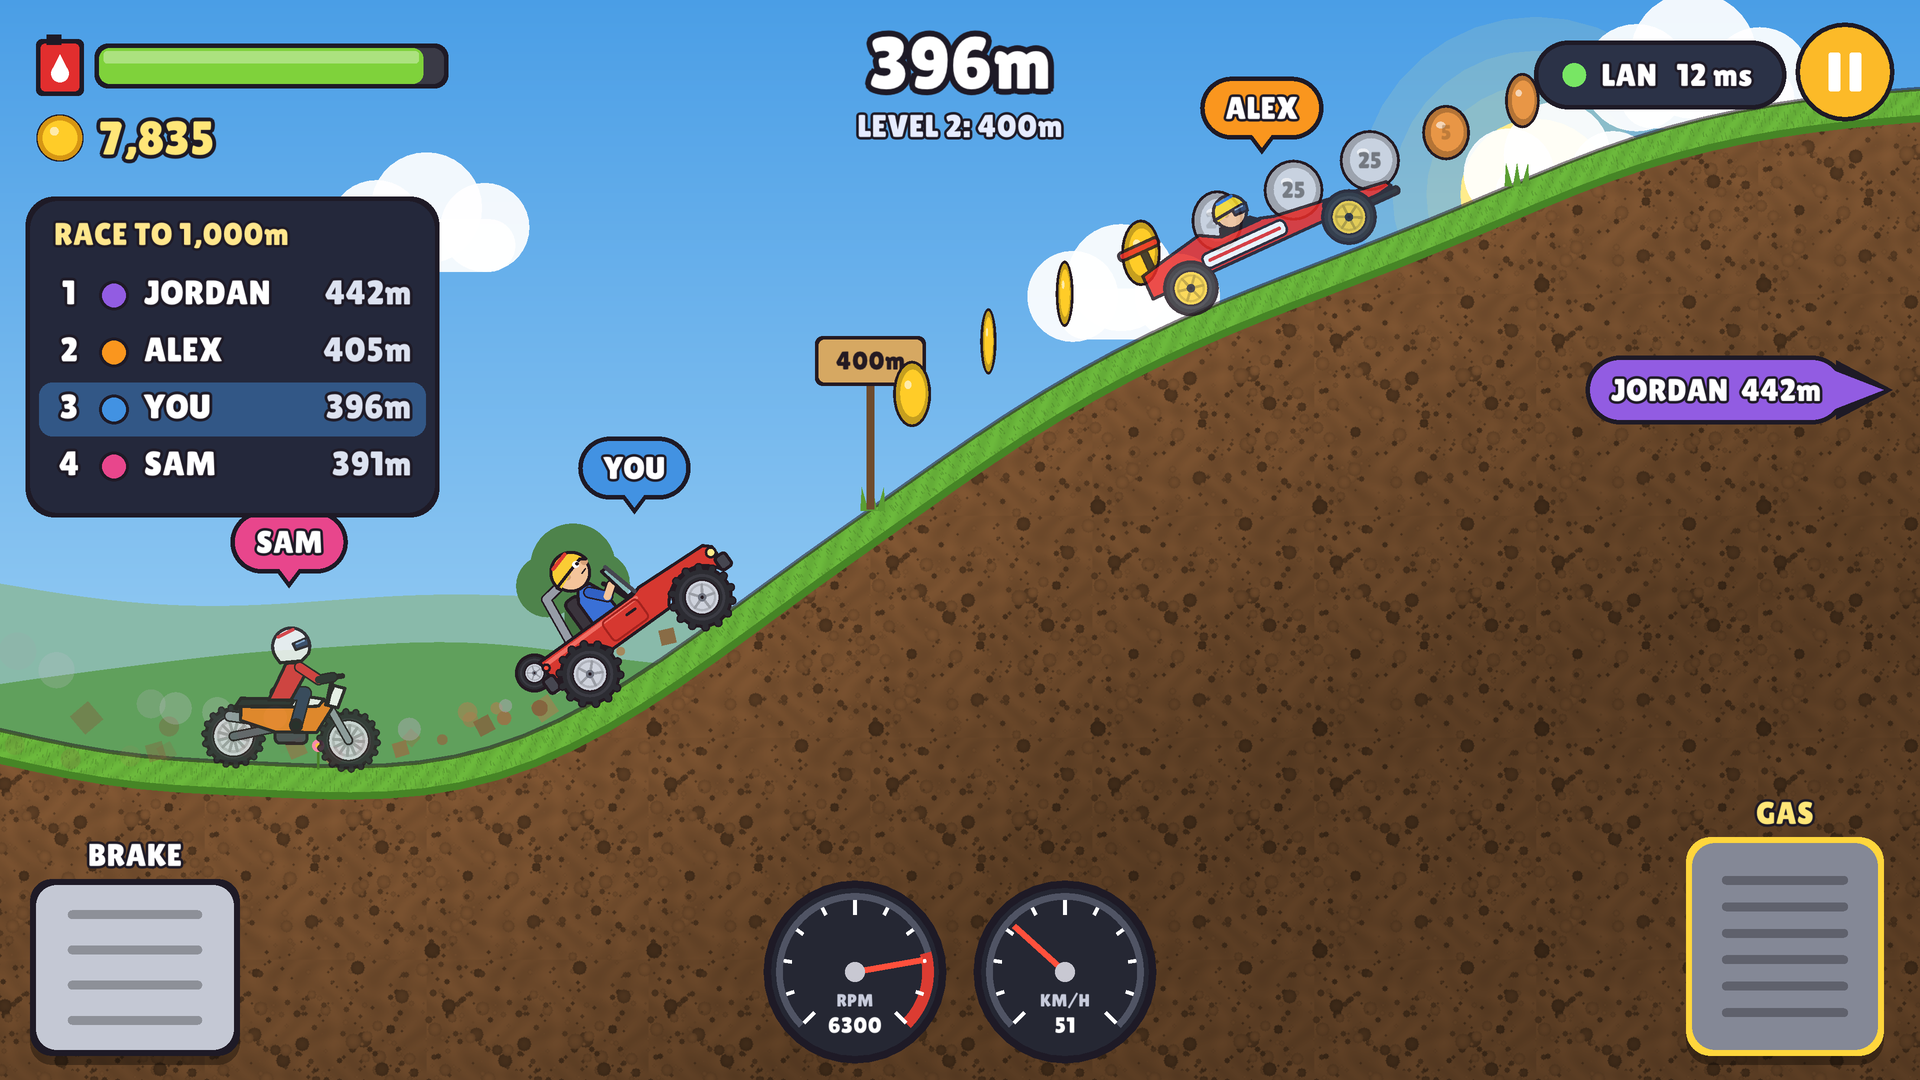 396m
LEVEL 2: 400m
LAN 12 ms
7,835
RACE TO 1,000m
1 JORDAN 442m
2 ALEX 405m
3 YOU 396m
4 SAM 391m
ALEX
25
25
5
400m
JORDAN 442m
YOU
SAM
BRAKE
GAS
RPM
6300
KM/H
51